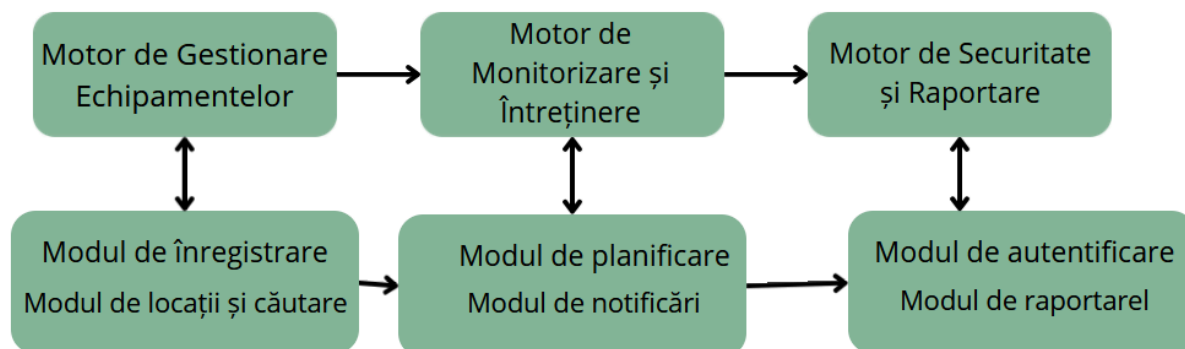 Motor de Gestionare
Echipamentelor
Motor de
Monitorizare și
Întreținere
Motor de Securitate
și Raportare
Modul de înregistrare
Modul de locații și căutare
Modul de planificare
Modul de notificări
Modul de autentificare
Modul de raportarel